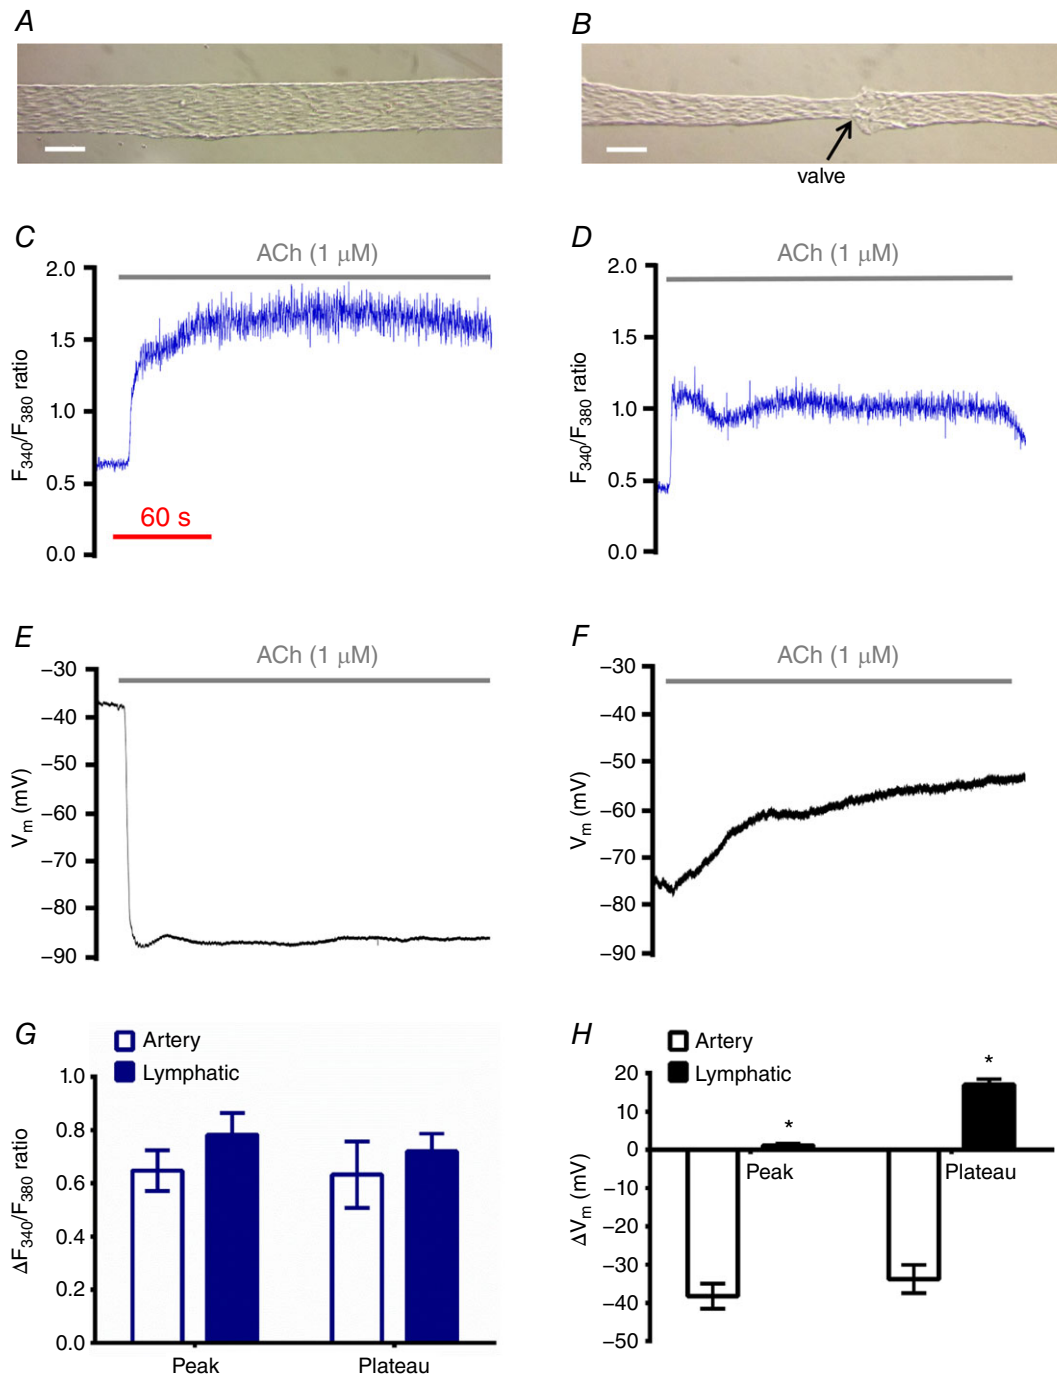 A
B
valve
C
ACh (1 μM)
2.0
1.5
1.0
0.5
0.0
F340/F380 ratio
60 s
D
ACh (1 μM)
2.0
1.5
1.0
0.5
0.0
F340/F380 ratio
E
ACh (1 μM)
−30
−40
−50
−60
−70
−80
−90
Vm (mV)
F
ACh (1 μM)
−30
−40
−50
−60
−70
−80
−90
Vm (mV)
G
Artery
Lymphatic
1.0
0.8
0.6
0.4
0.2
0.0
ΔF340/F380 ratio
Peak
Plateau
H
Artery
Lymphatic
20
10
0
−10
−20
−30
−40
−50
ΔVm (mV)
*
*
Peak
Plateau